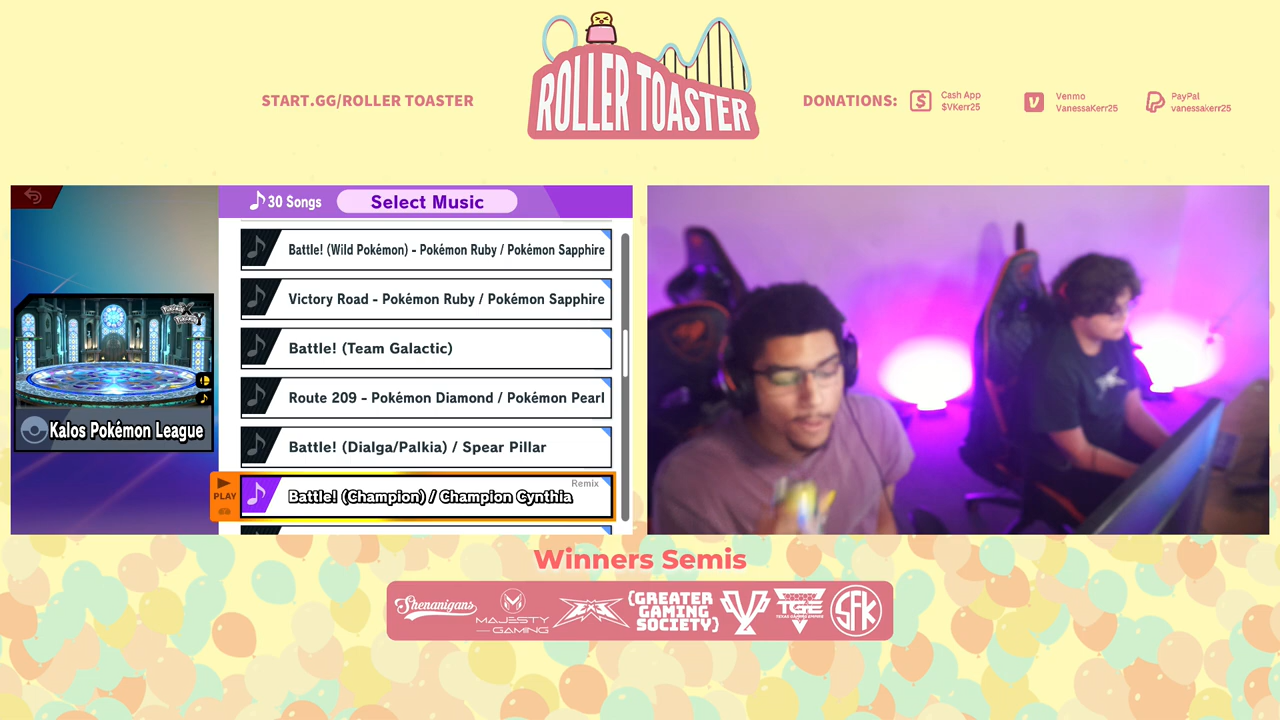 ROLLER TOASTER
START.GG/ROLLER TOASTER
DONATIONS:
Cash App
$VKerr25
Venmo
VanessaKerr25
PayPal
vanessakerr25
30 Songs
Select Music
Battle! (Wild Pokémon) - Pokémon Ruby / Pokémon Sapphire
Victory Road - Pokémon Ruby / Pokémon Sapphire
Battle! (Team Galactic)
Route 209 - Pokémon Diamond / Pokémon Pearl
Battle! (Dialga/Palkia) / Spear Pillar
Remix
PLAY
Battle! (Champion) / Champion Cynthia
Kalos Pokémon League
Winners Semis
Shenanigans
MAJESTY
GAMING
(GREATER
GAMING
SOCIETY)
TGE
SFK